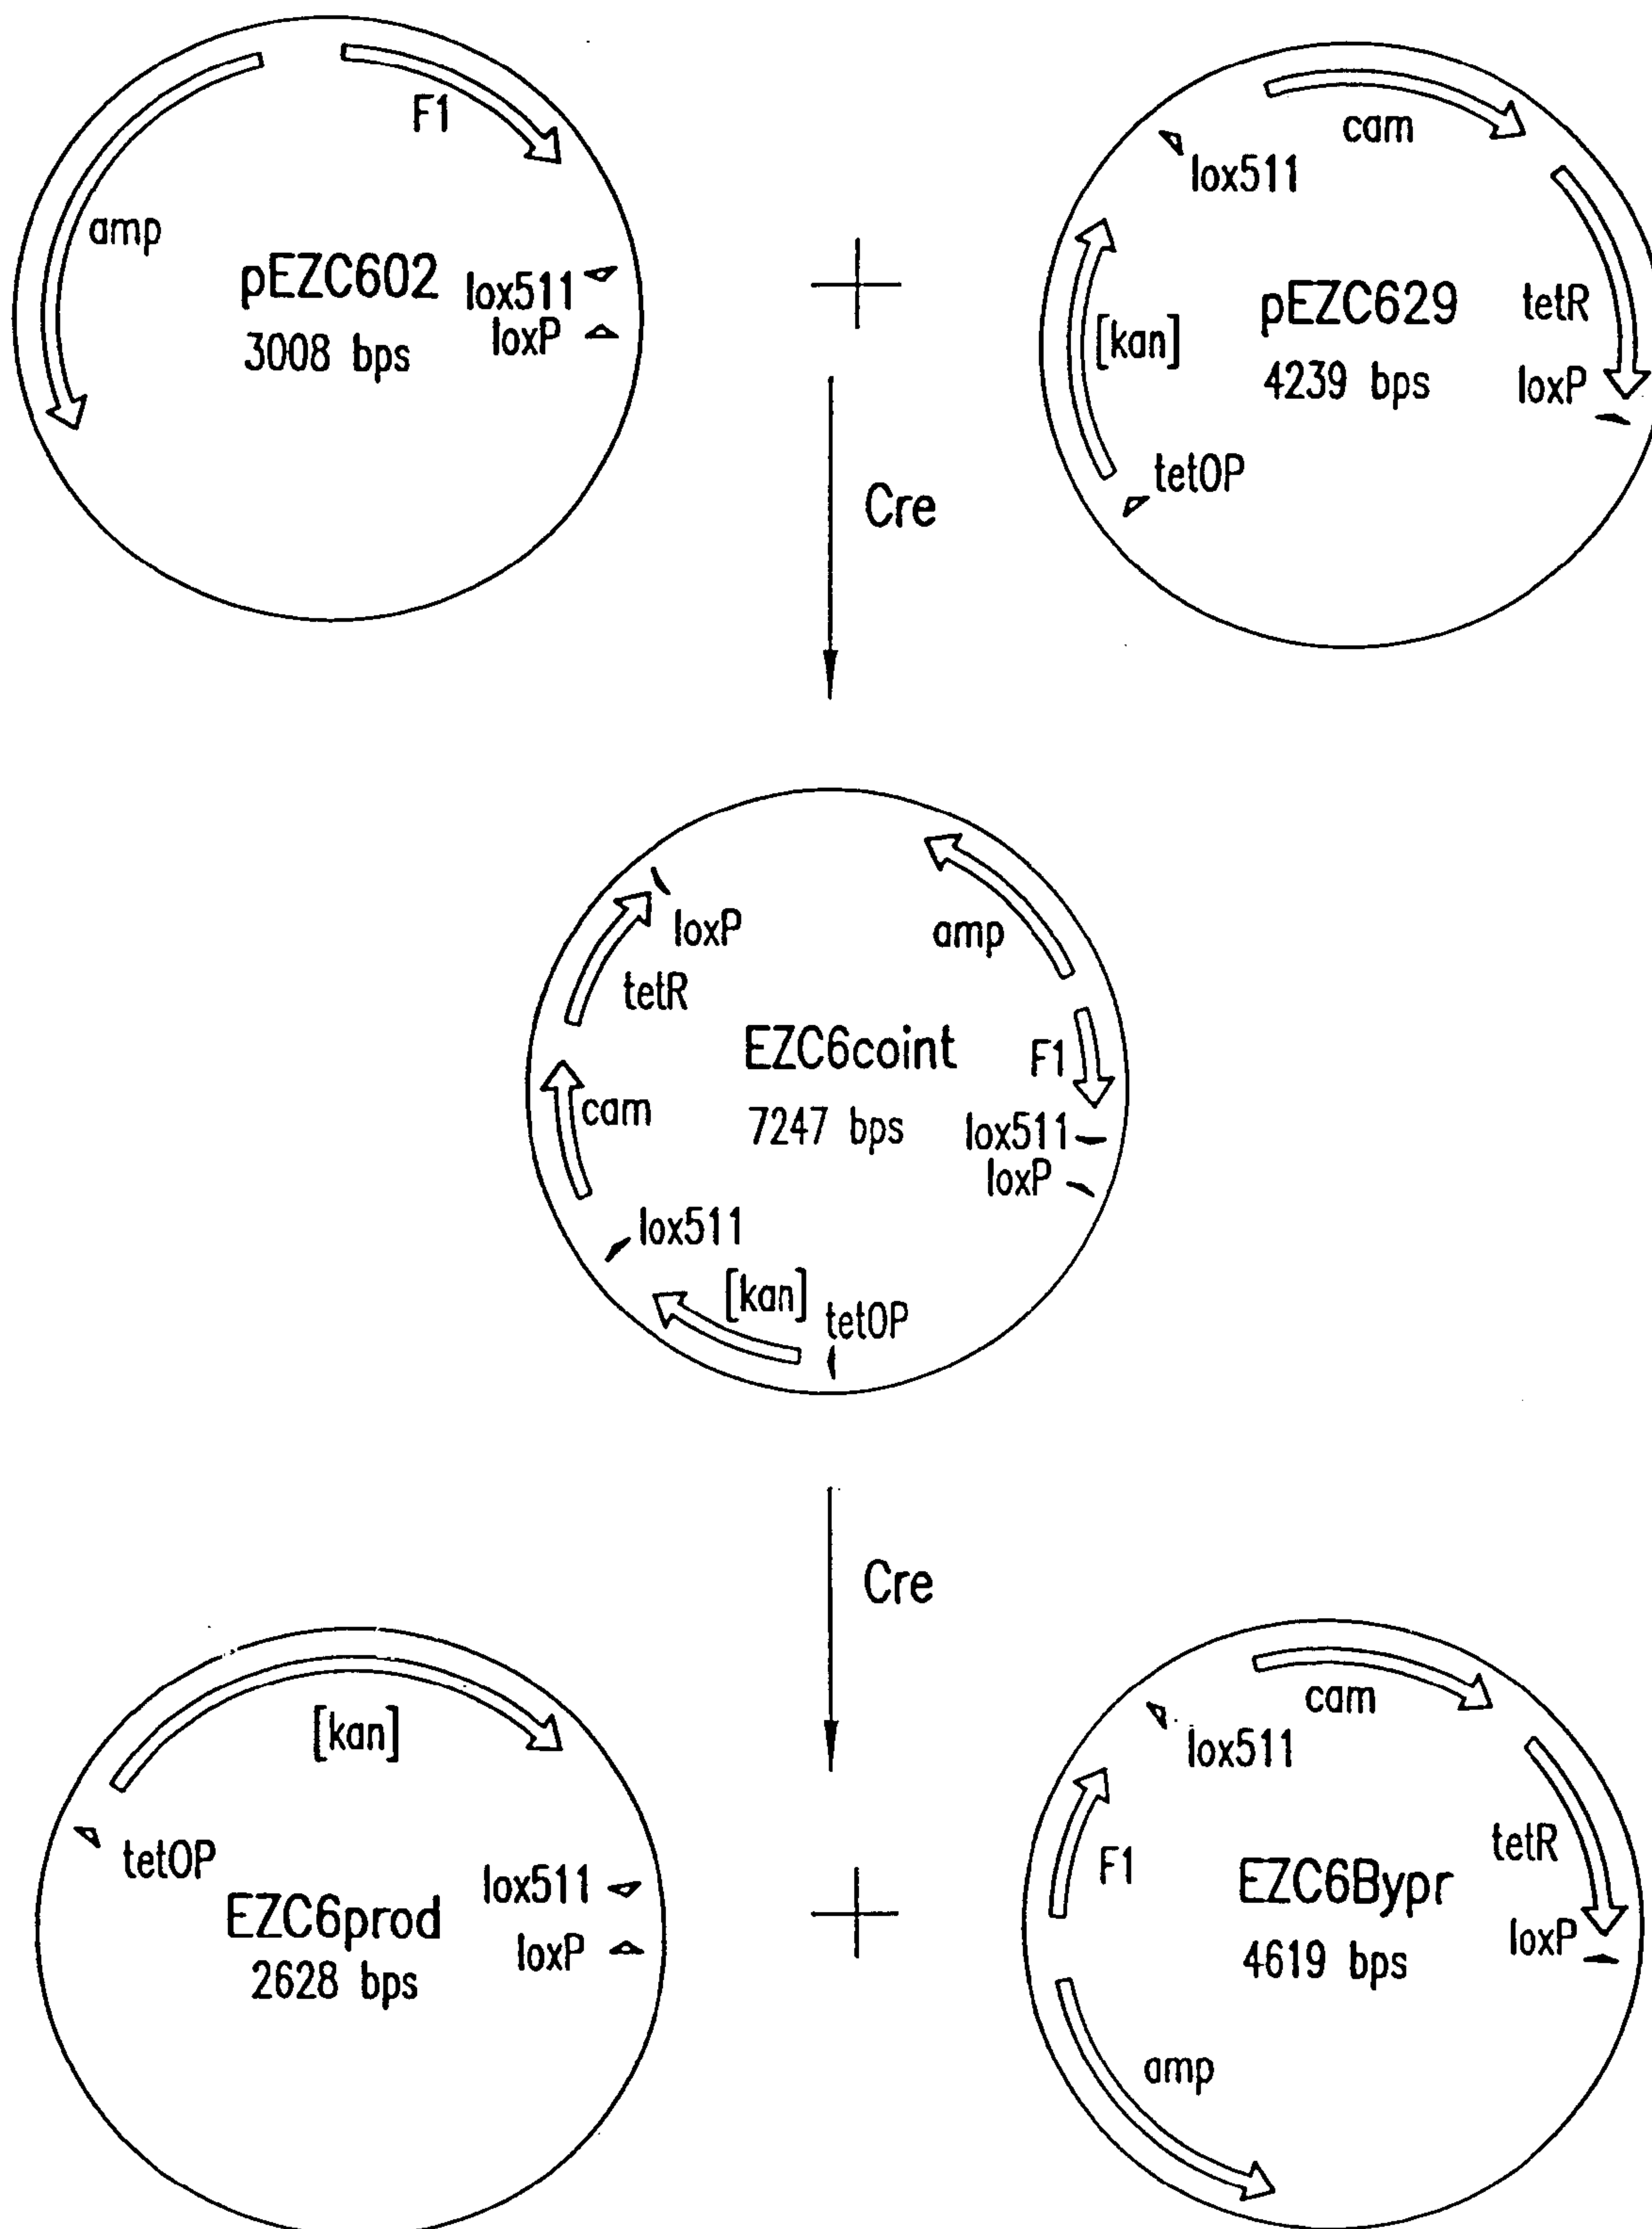 F1
amp
pEZC602
3008 bps
lox511
loxP
+
cam
lox511
[kan]
pEZC629
4239 bps
tetR
loxP
tetOP
Cre
loxP
amp
tetR
EZC6coint
7247 bps
F1
cam
lox511
loxP
lox511
[kan]
tetOP
Cre
[kan]
tetOP
lox511
EZC6prod
loxP
2628 bps
+
cam
lox511
F1
tetR
EZC6Bypr
loxP
4619 bps
amp